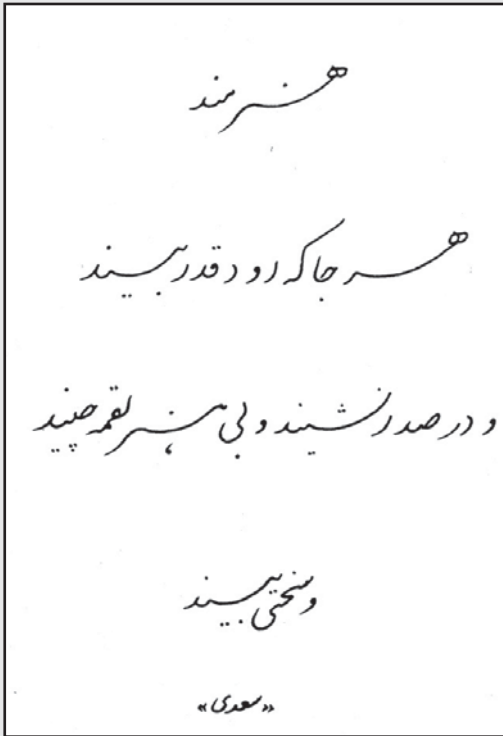 هنرمند
هر جا که رود قدر بیند
و در صدر نشیند و بی هنر لقمه چیند
و سختی بیند
«سعدی»